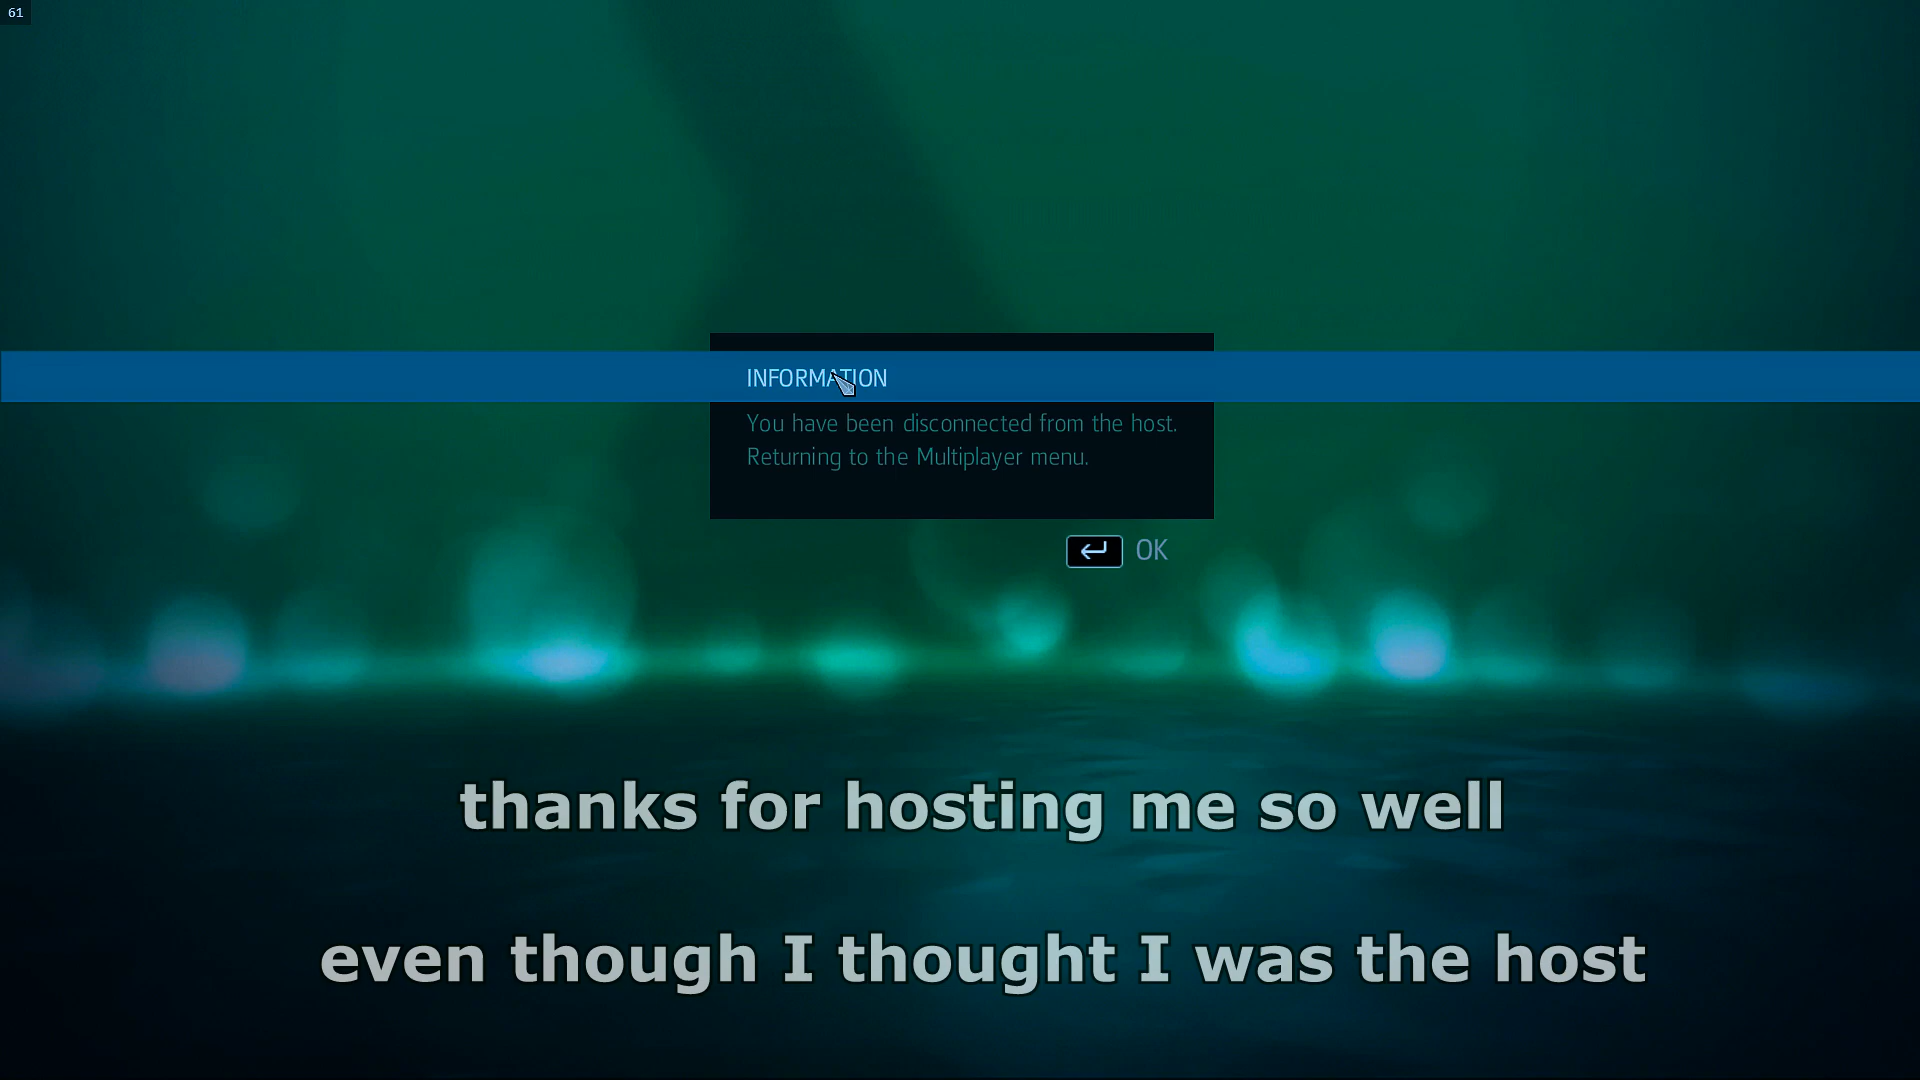 61
INFORMATION
You have been disconnected from the host.
Returning to the Multiplayer menu.
OK
thanks for hosting me so well
even though I thought I was the host